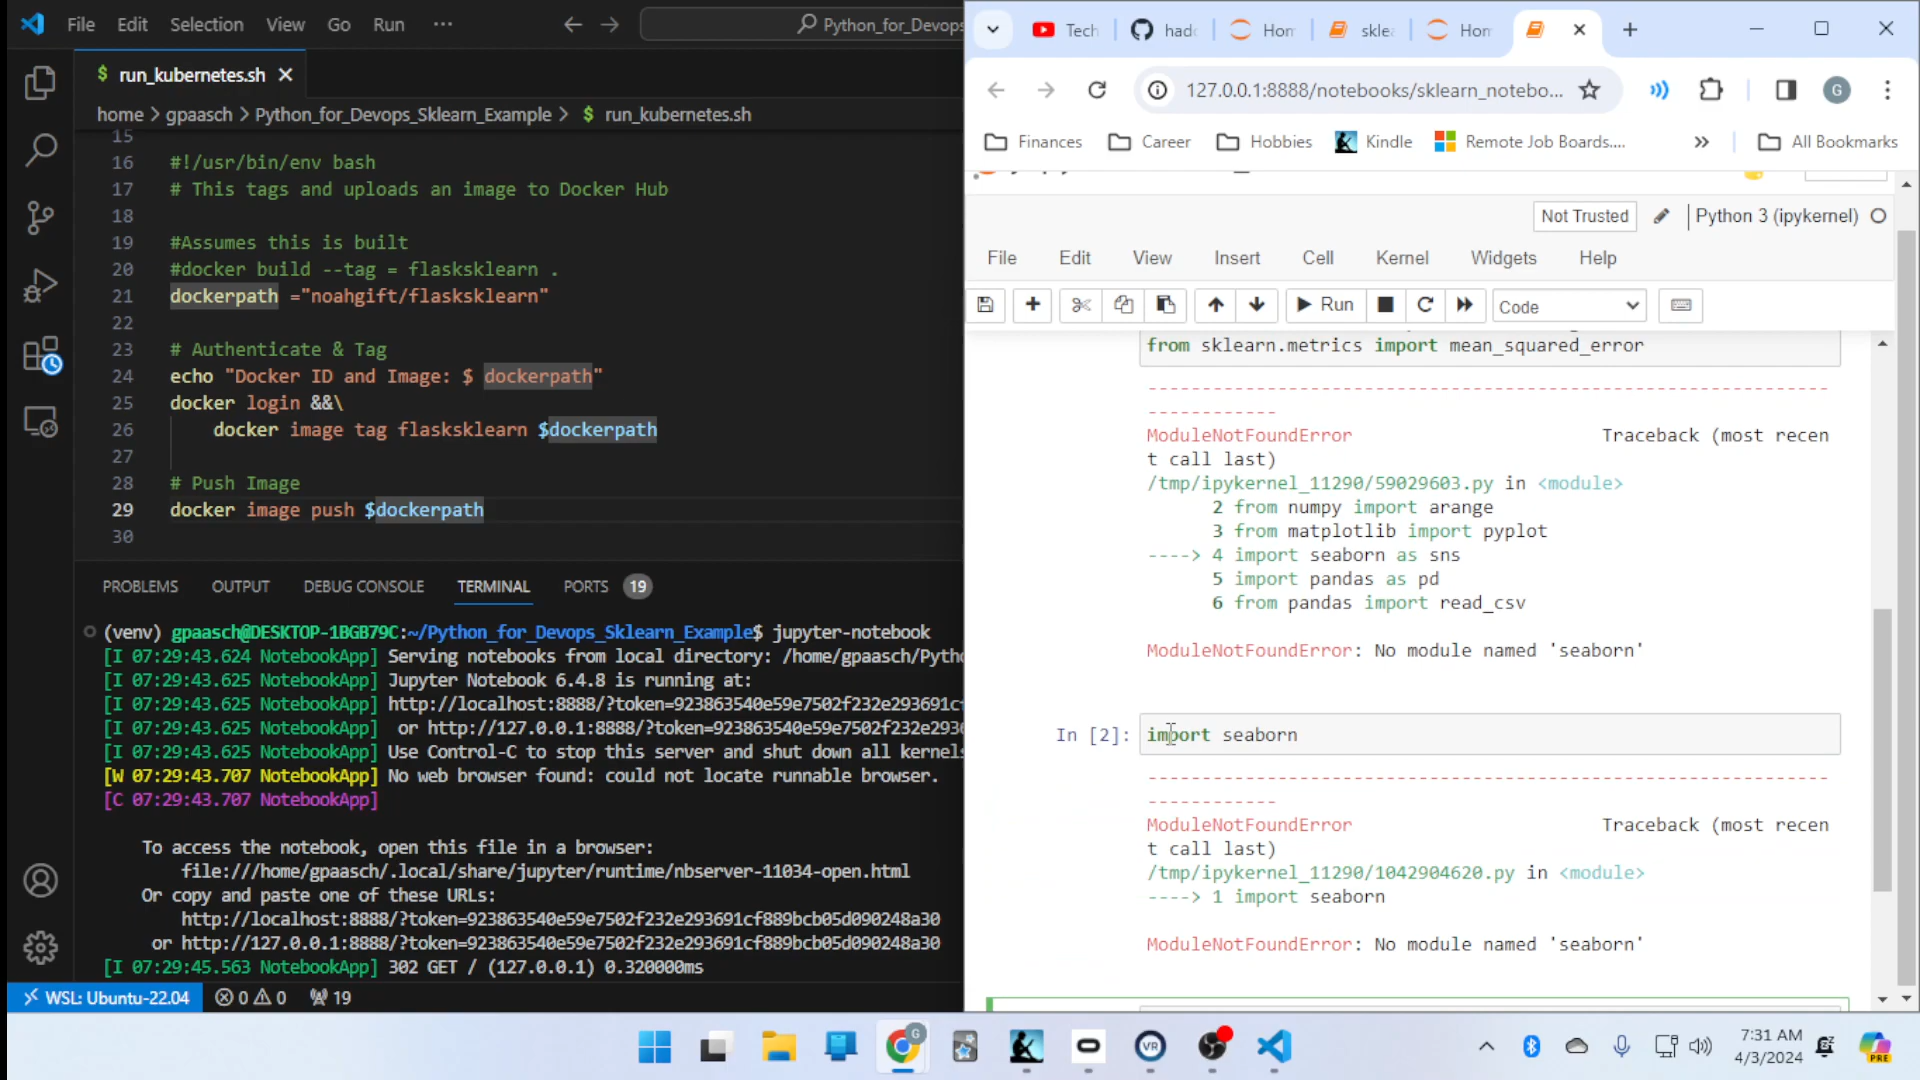 File Edit Selection View Go Run ··· Python_for_Devops
run_kubernetes.sh
home > gpaasch > Python_for_Devops_Sklearn_Example > $ run_kubernetes.sh
15
16 #!/usr/bin/env bash
17 # This tags and uploads an image to Docker Hub
18
19 #Assumes this is built
20 #docker build --tag = flasksklearn .
21 dockerpath ="noahgift/flasksklearn"
22
23 # Authenticate & Tag
24 echo "Docker ID and Image: $ dockerpath"
25 docker login &&\
26 docker image tag flasksklearn $dockerpath
27
28 # Push Image
29 docker image push $dockerpath
30
PROBLEMS OUTPUT DEBUG CONSOLE TERMINAL PORTS 19
(venv) gpaasch@DESKTOP-1BGB79C:~/Python_for_Devops_Sklearn_Example$ jupyter-notebook
[I 07:29:43.624 NotebookApp] Serving notebooks from local directory: /home/gpaasch/Pyth
[I 07:29:43.625 NotebookApp] Jupyter Notebook 6.4.8 is running at:
[I 07:29:43.625 NotebookApp] http://localhost:8888/?token=923863540e59e7502f232e293691c
[I 07:29:43.625 NotebookApp] or http://127.0.0.1:8888/?token=923863540e59e7502f232e293
[I 07:29:43.625 NotebookApp] Use Control-C to stop this server and shut down all kernels
[W 07:29:43.707 NotebookApp] No web browser found: could not locate runnable browser.
[C 07:29:43.707 NotebookApp]
To access the notebook, open this file in a browser:
file:///home/gpaasch/.local/share/jupyter/runtime/nbserver-11034-open.html
Or copy and paste one of these URLs:
http://localhost:8888/?token=923863540e59e7502f232e293691cf889bcb05d090248a30
or http://127.0.0.1:8888/?token=923863540e59e7502f232e293691cf889bcb05d090248a30
[I 07:29:45.563 NotebookApp] 302 GET / (127.0.0.1) 0.320000ms
WSL: Ubuntu-22.04 0 0 19
Tech hado Hom skle Hom
127.0.0.1:8888/notebooks/sklearn_notebo... G
Finances Career Hobbies Kindle Remote Job Boards.... » All Bookmarks
Not Trusted Python 3 (ipykernel)
File Edit View Insert Cell Kernel Widgets Help
Run Code
from sklearn.metrics import mean_squared_error
---------------------------------------------------------------
------------
ModuleNotFoundError Traceback (most recen
t call last)
/tmp/ipykernel_11290/59029603.py in <module>
2 from numpy import arange
3 from matplotlib import pyplot
----> 4 import seaborn as sns
5 import pandas as pd
6 from pandas import read_csv
ModuleNotFoundError: No module named 'seaborn'
In [2]: import seaborn
---------------------------------------------------------------
------------
ModuleNotFoundError Traceback (most recen
t call last)
/tmp/ipykernel_11290/1042904620.py in <module>
----> 1 import seaborn
ModuleNotFoundError: No module named 'seaborn'
G VR PRE
7:31 AM
4/3/2024